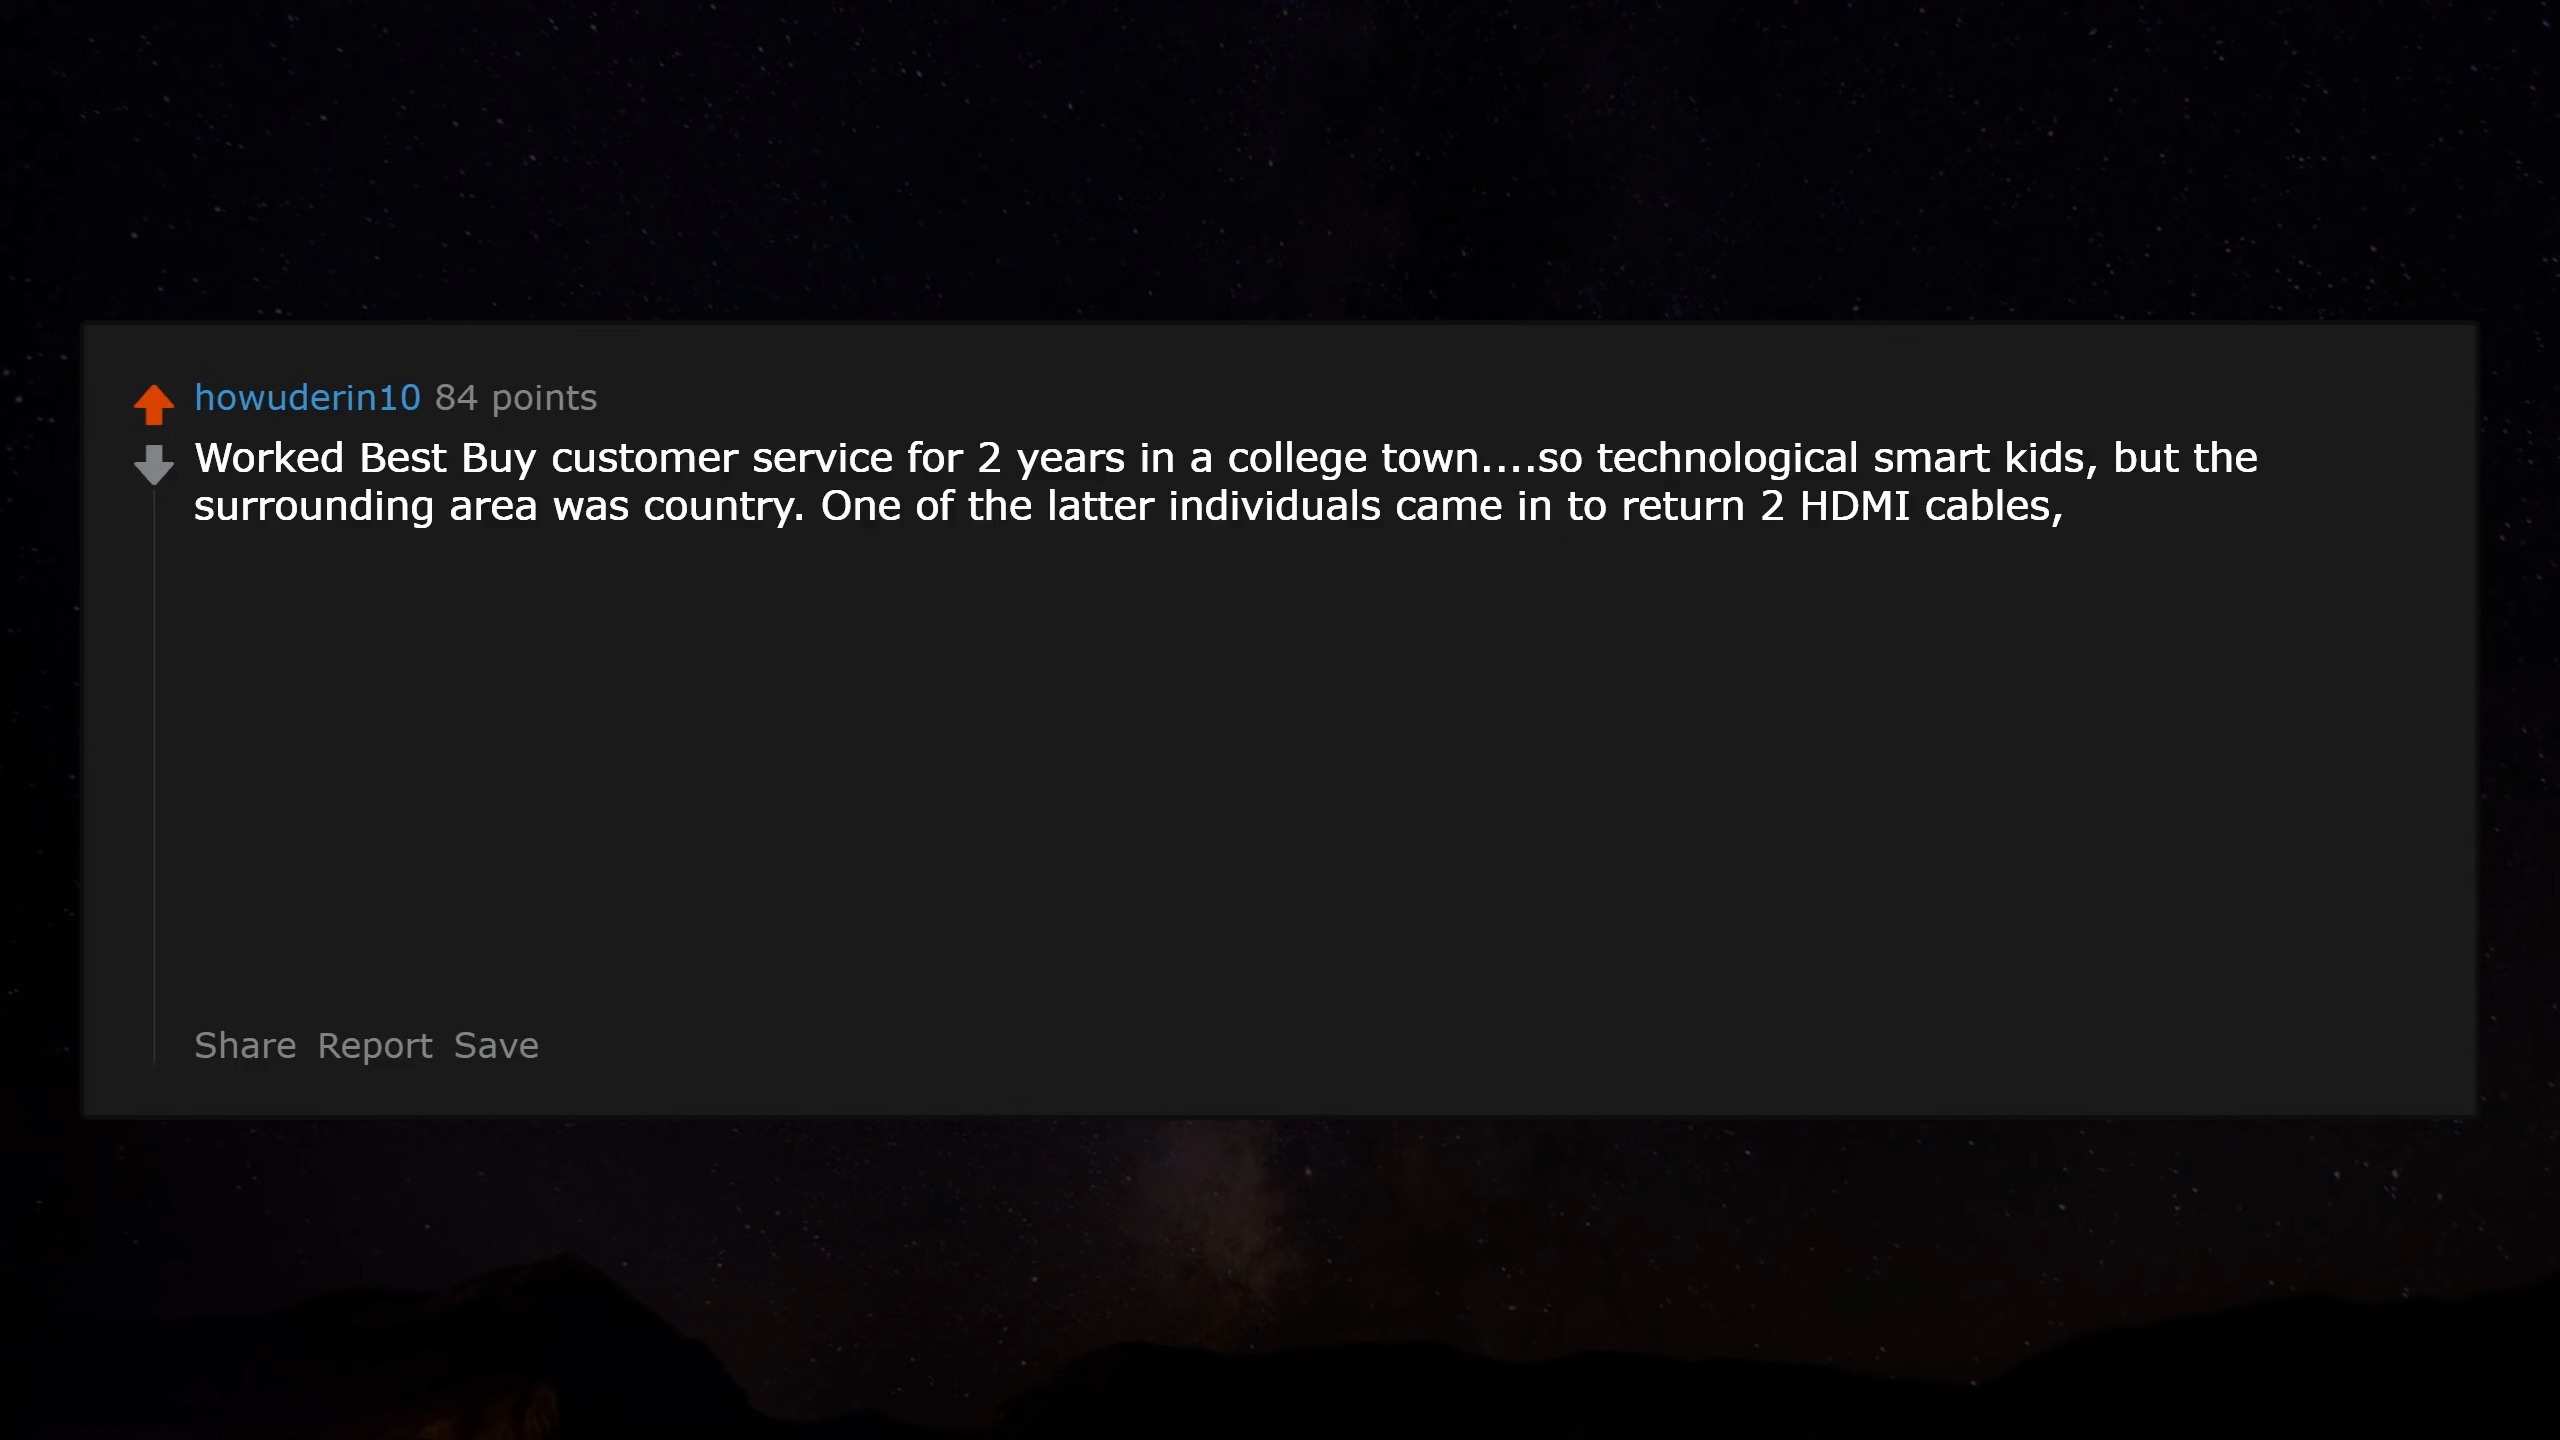 howuderin10 84 points
Worked Best Buy customer service for 2 years in a college town....so technological smart kids, but the
surrounding area was country. One of the latter individuals came in to return 2 HDMI cables,
Share Report Save